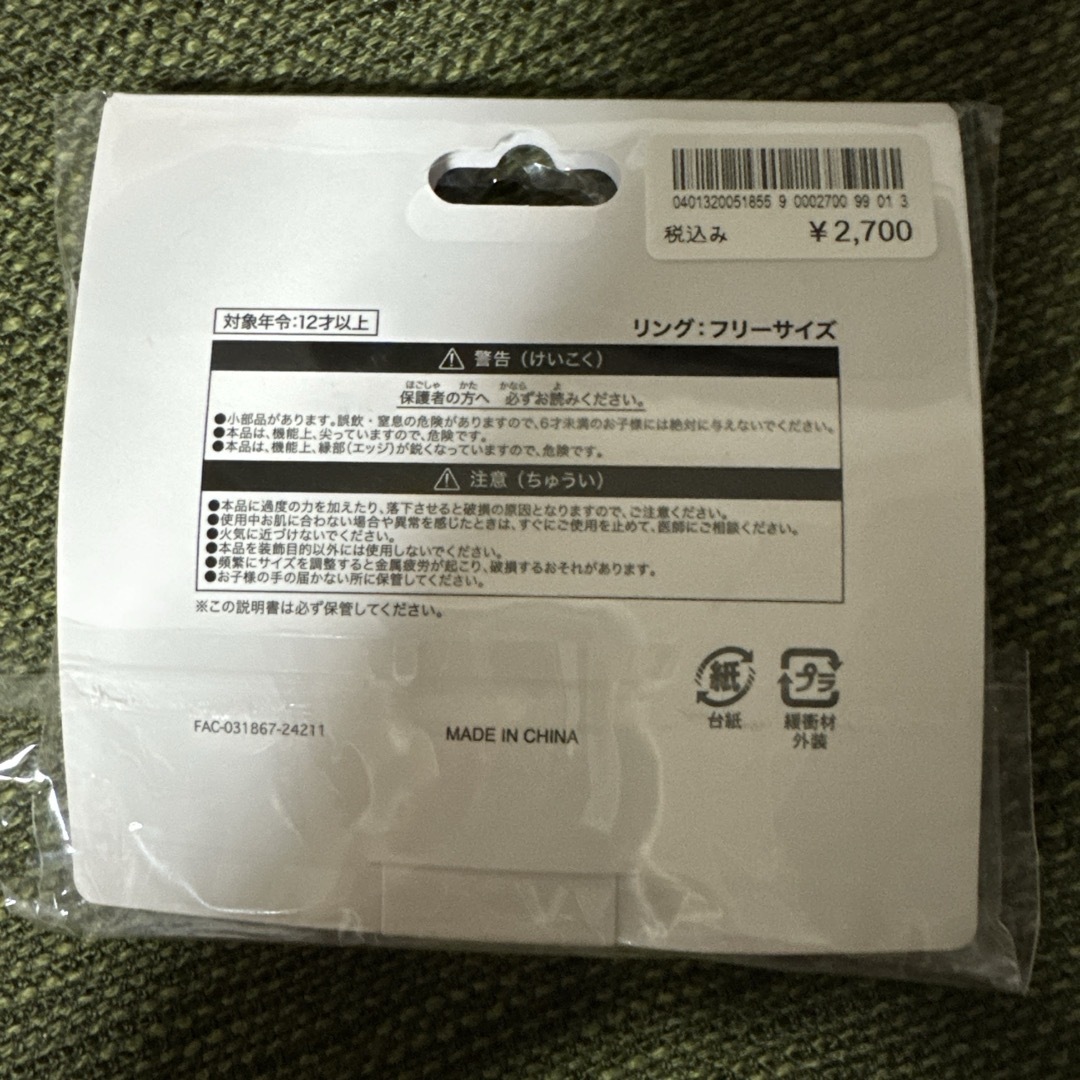 0401320051855 9 0002700 99 01 3
税込み ￥2,700
対象年令:12才以上
リング:フリーサイズ
警告(けいこく)
ほごしゃ かた かなら よ
保護者の方へ 必ずお読みください。
●小部品があります。誤飲・窒息の危険がありますので、6才未満のお子様には絶対に与えないでください。
●本品は、機能上、尖っていますので、危険です。
●本品は、機能上、縁部(エッジ)が鋭くなっていますので、危険です。
注意(ちゅうい)
●本品に過度の力を加えたり、落下させると破損の原因となりますので、ご注意ください。
●使用中お肌に合わない場合や異常を感じたときは、すぐにご使用を止めて、医師にご相談ください。
●火気に近づけないでください。
●本品を装飾目的以外には使用しないでください。
●頻繁にサイズを調整すると金属疲労が起こり、破損するおそれがあります。
●お子様の手の届かない所に保管してください。
※この説明書は必ず保管してください。
紙
台紙
プラ
緩衝材
外装
FAC-031867-24211
MADE IN CHINA